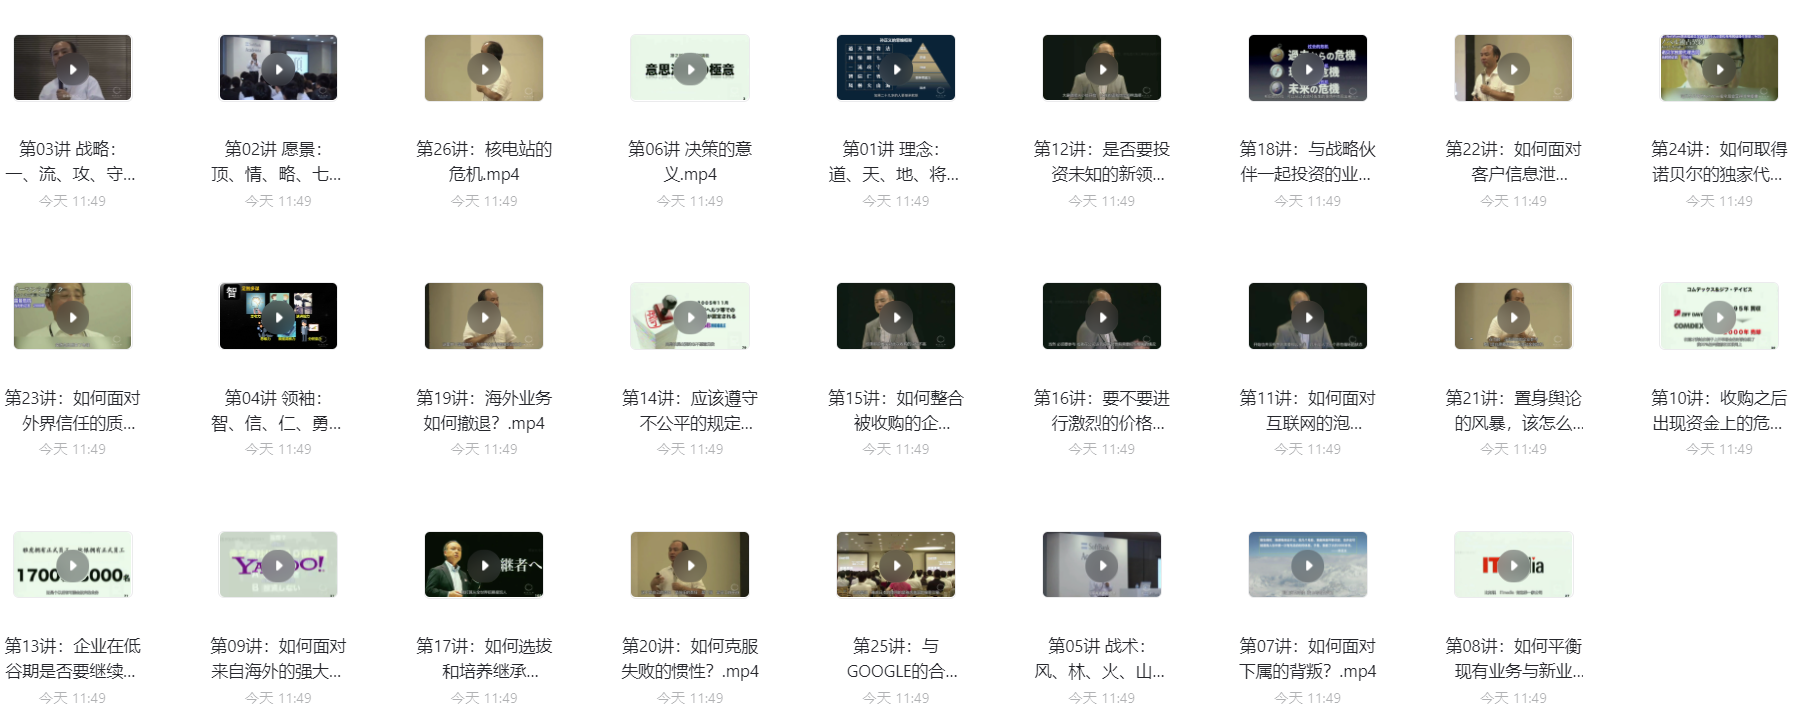 第03讲 战略:
一、流、攻、守...
今天 11:49
第02讲 愿景:
顶、情、略、七...
今天 11:49
第26讲：核电站的
危机.mp4
今天 11:49
第06讲 决策的意
义.mp4
今天 11:49
第01讲 理念:
道、天、地、将...
今天 11:49
第12讲：是否要投
资未知的新领...
今天 11:49
第18讲：与战略伙
伴一起投资的业...
今天 11:49
第22讲：如何面对
客户信息泄...
今天 11:49
第24讲：如何取得
诺贝尔的独家代...
今天 11:49
智
コムデックス&ジフ・デイビス
第23讲：如何面对
外界信任的质...
今天 11:49
第04讲 领袖:
智、信、仁、勇...
今天 11:49
第19讲：海外业务
如何撤退？.mp4
今天 11:49
第14讲：应该遵守
不公平的规定...
今天 11:49
第15讲：如何整合
被收购的企...
今天 11:49
第16讲：要不要进
行激烈的价格...
今天 11:49
第11讲：如何面对
互联网的泡...
今天 11:49
第21讲：置身舆论
的风暴，该怎么...
今天 11:49
第10讲：收购之后
出现资金上的危...
今天 11:49
継者へ
第13讲：企业在低
谷期是否要继续...
今天 11:49
第09讲：如何面对
来自海外的强大...
今天 11:49
第17讲：如何选拔
和培养继承...
今天 11:49
第20讲：如何克服
失败的惯性？.mp4
今天 11:49
第25讲：与
GOOGLE的合...
今天 11:49
第05讲 战术:
风、林、火、山...
今天 11:49
第07讲：如何面对
下属的背叛？.mp4
今天 11:49
第08讲：如何平衡
现有业务与新业...
今天 11:49